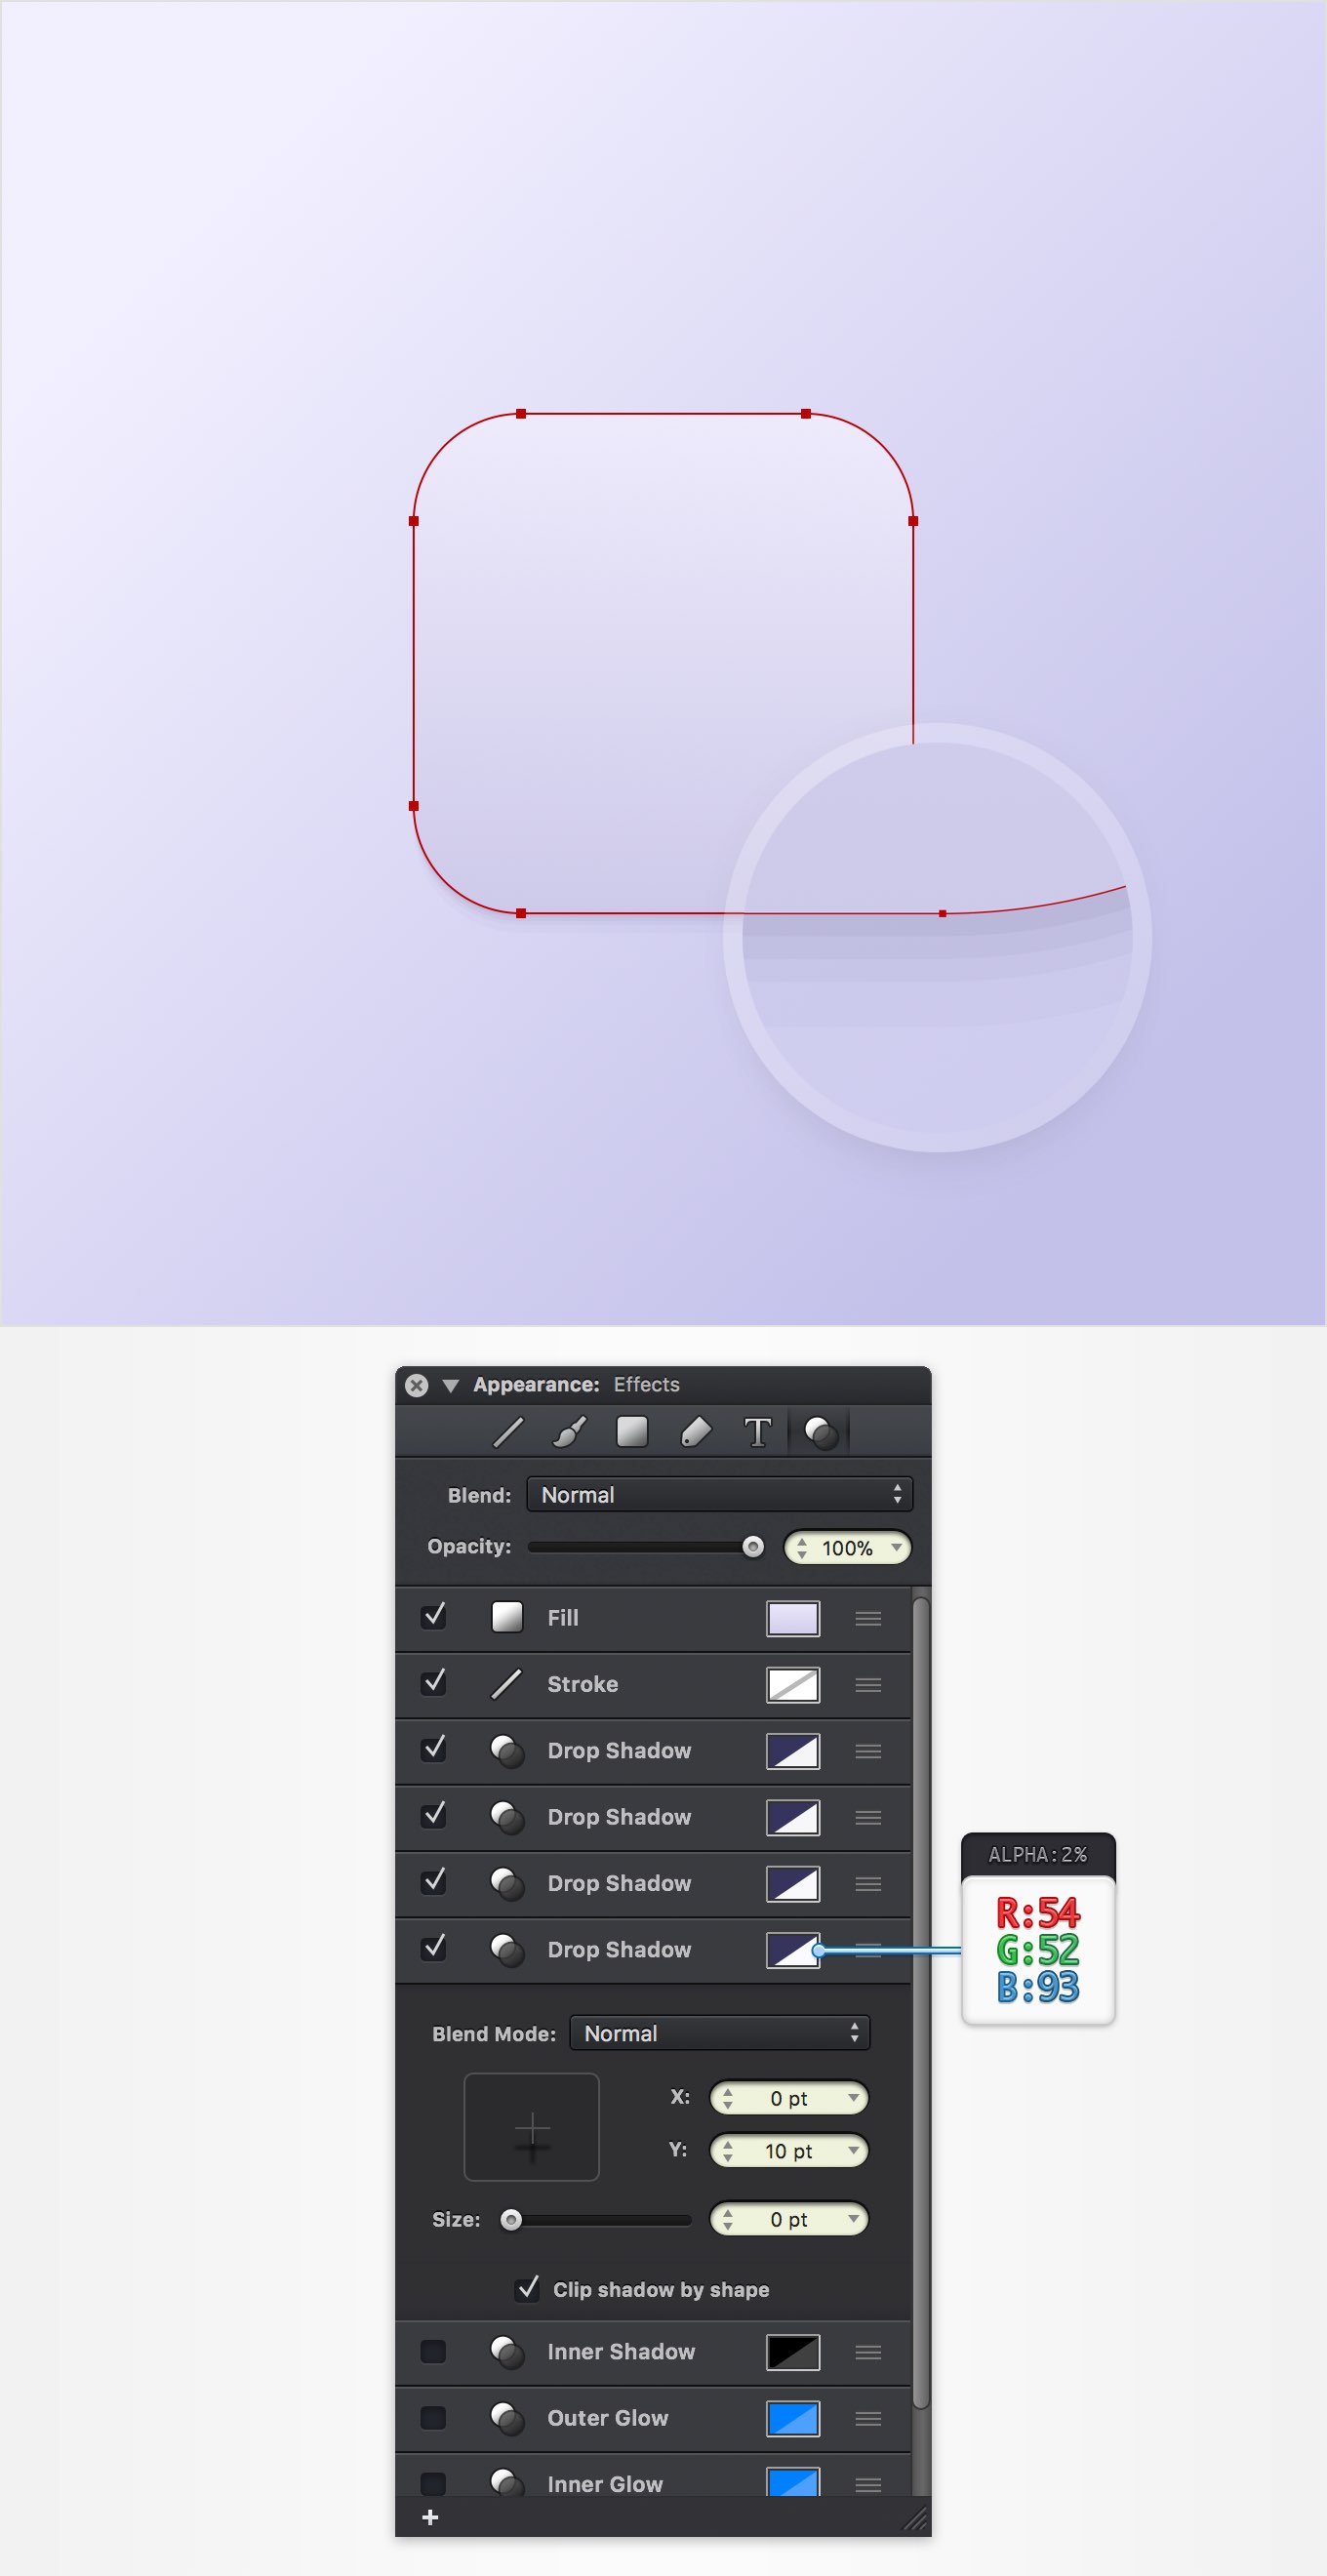 Appearance: Effects
T
Blend: Normal
Opacity: 100%
Fill
Stroke
Drop Shadow
Drop Shadow
Drop Shadow
Drop Shadow
ALPHA:2%
R:54
G:52
B:93
Blend Mode: Normal
X: 0 pt
Y: 10 pt
Size: 0 pt
Clip shadow by shape
Inner Shadow
Outer Glow
Inner Glow
+